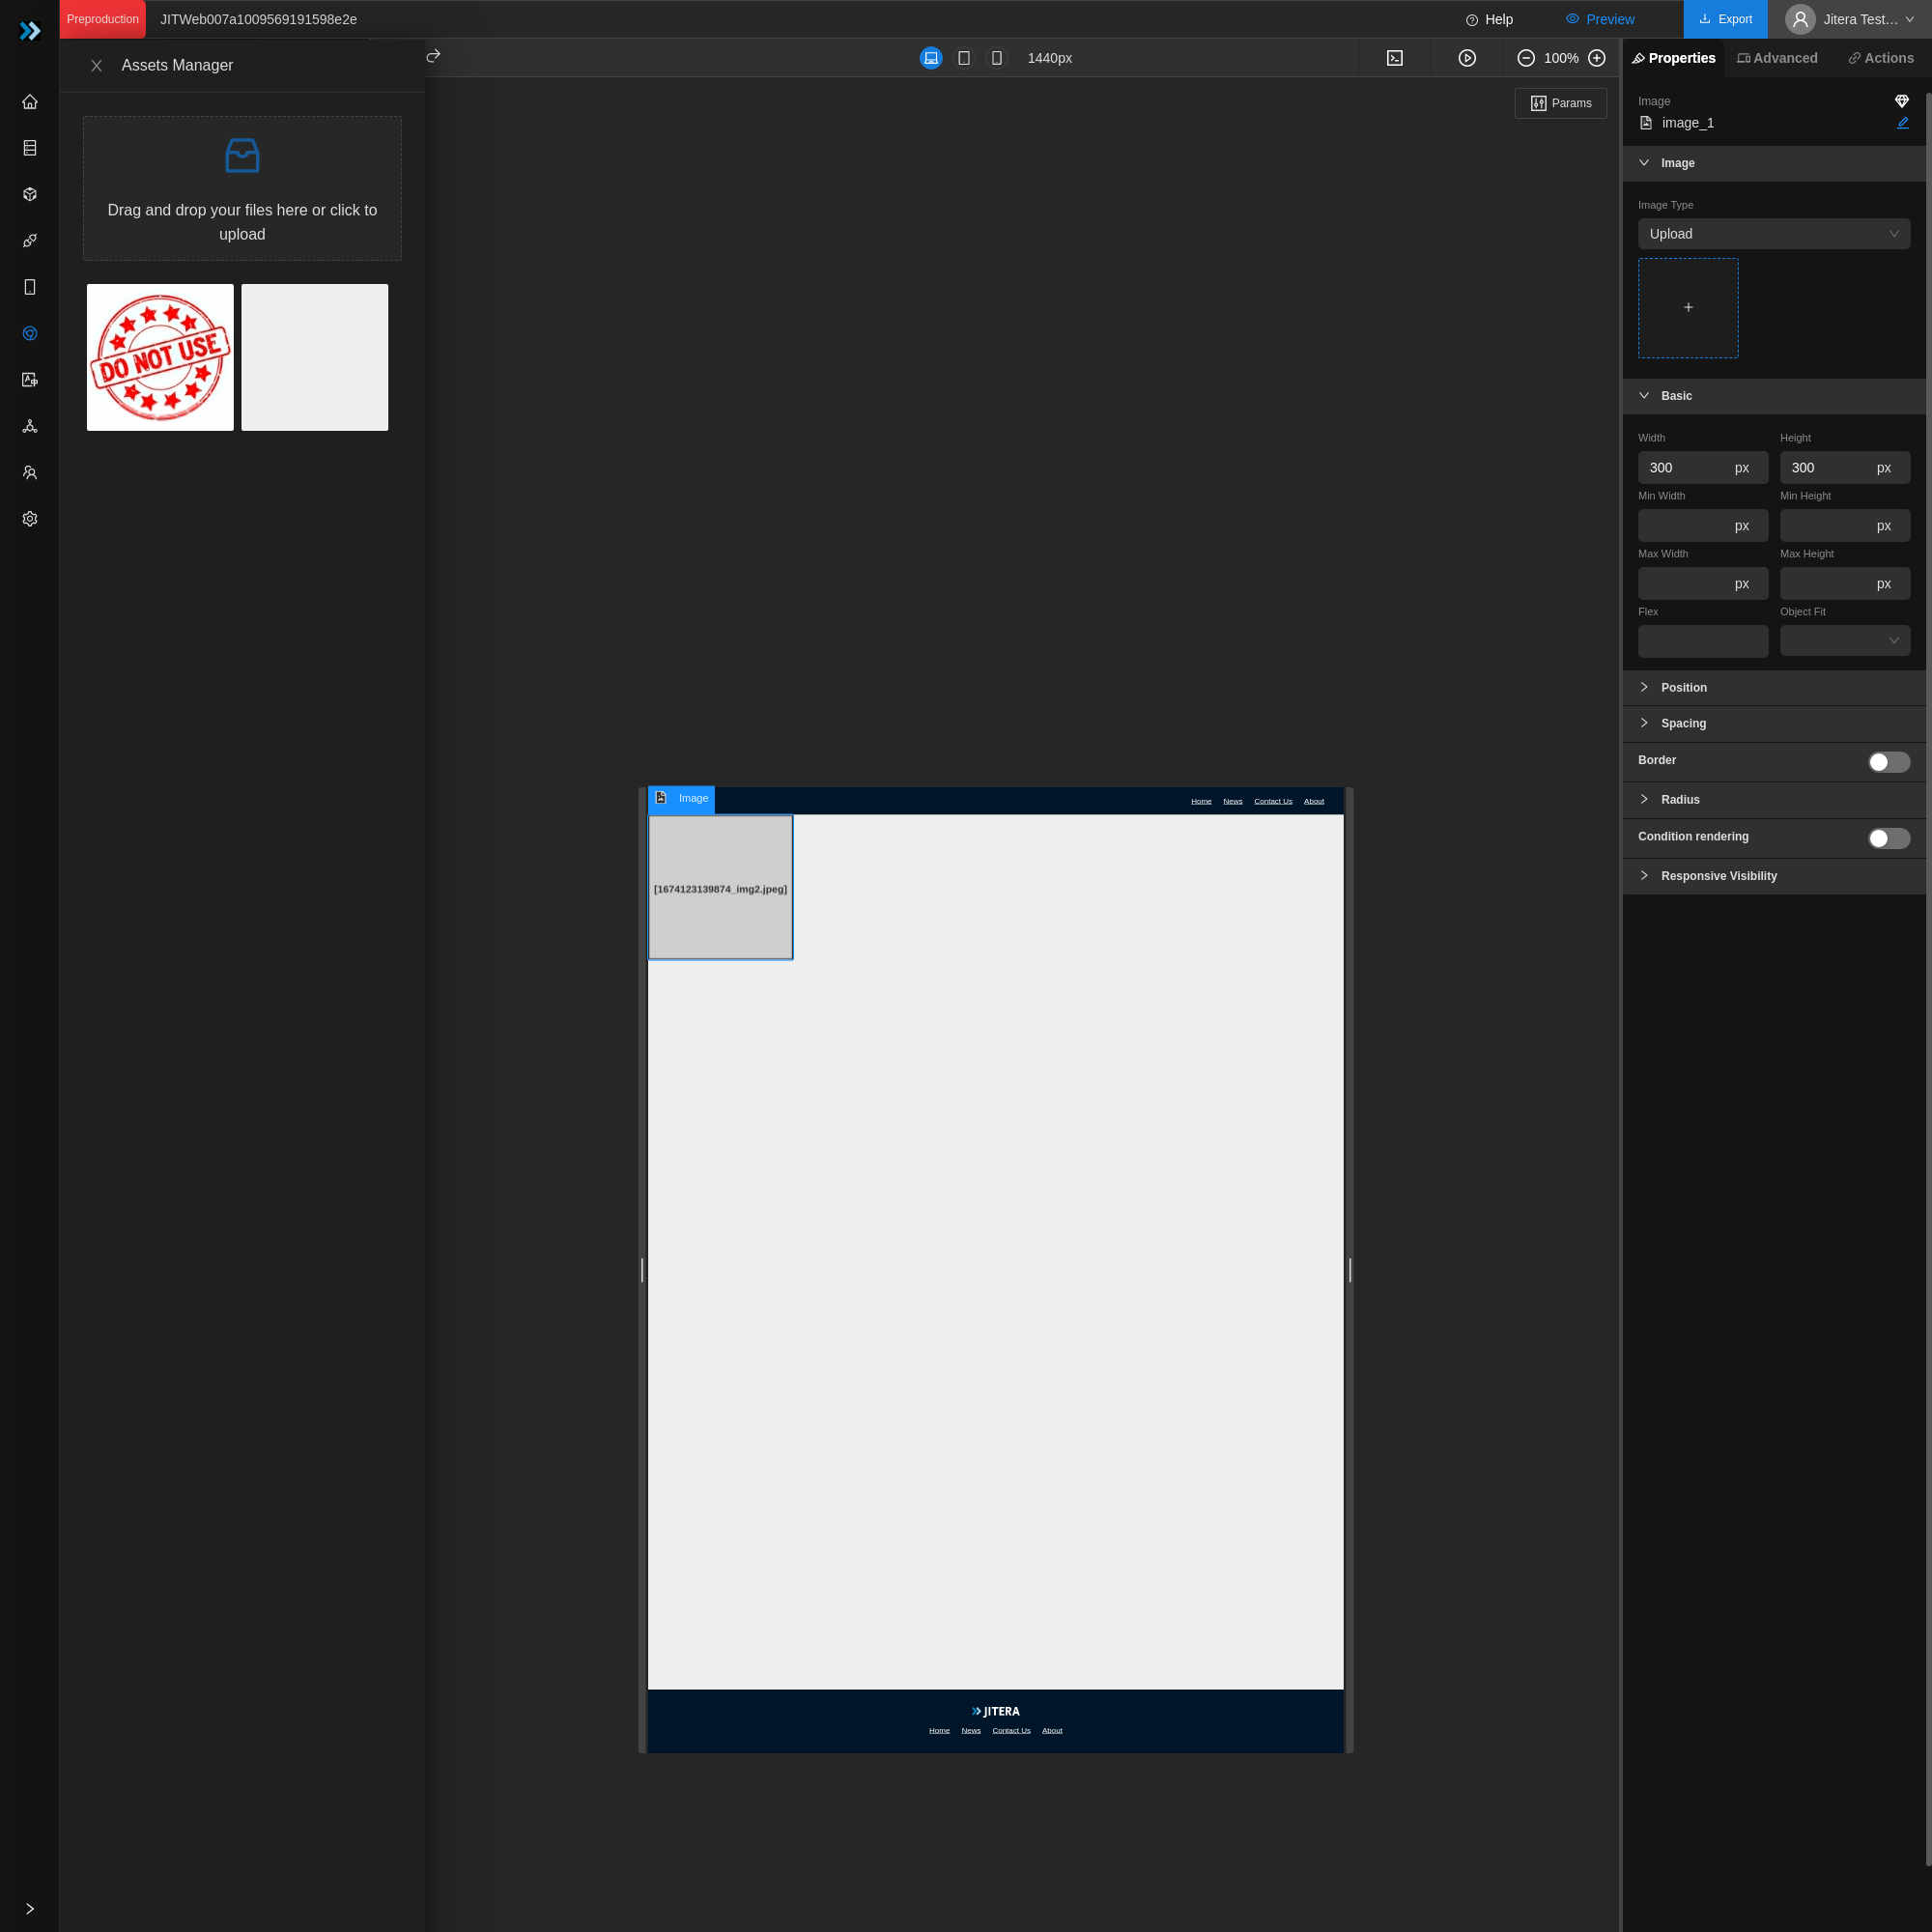 Preproduction
JITWeb007a1009569191598e2e
Help
Preview
Export
Jitera Test...
Assets Manager
1440px
100%
Properties
Advanced
Actions
Params
Image
image_1
Drag and drop your files here or click to
upload
DO NOT USE
Image
Image Type
Upload
Basic
Width
Height
300
px
300
px
Min Width
Min Height
px
px
Max Width
Max Height
px
px
Flex
Object Fit
Position
Spacing
Border
Radius
Condition rendering
Responsive Visibility
Image
Home
News
Contact Us
About
[1674123139874_img2.jpeg]
JITERA
Home
News
Contact Us
About